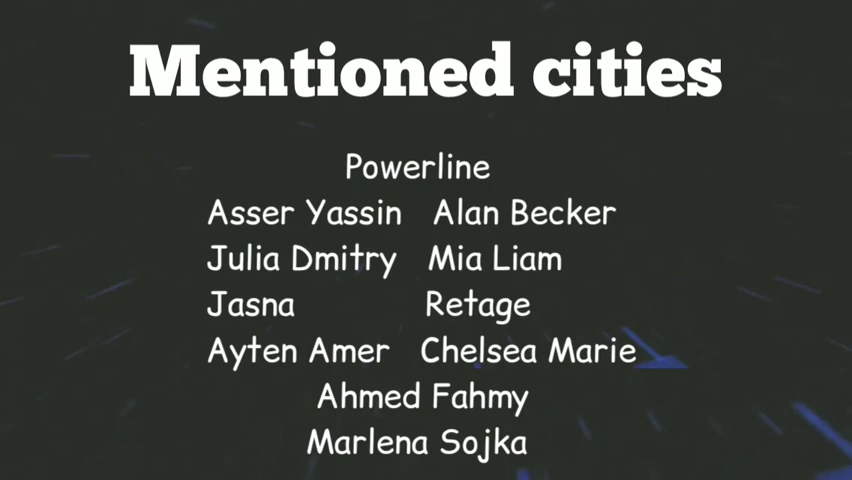 Mentioned cities
Powerline
Asser Yassin Alan Becker
Julia Dmitry Mia Liam
Jasna Retage
Ayten Amer Chelsea Marie
Ahmed Fahmy
Marlena Sojka